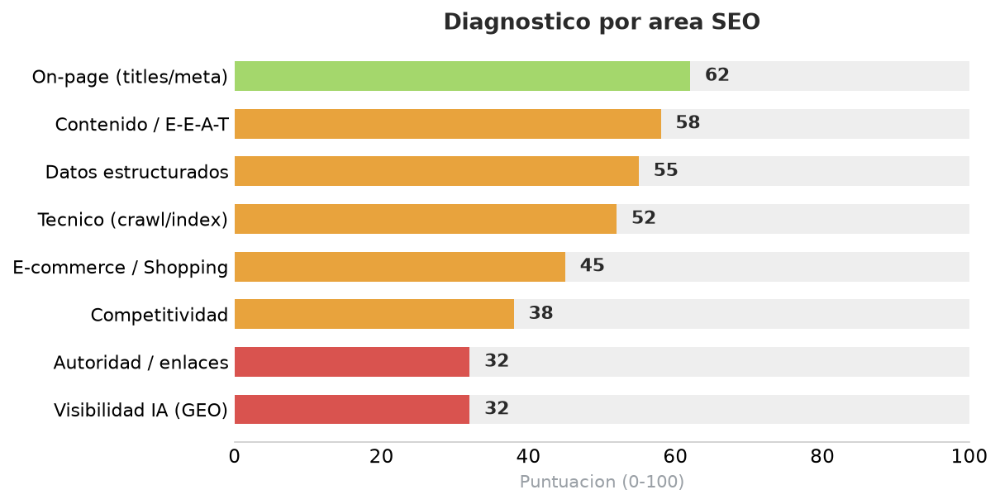 Diagnostico por area SEO
On-page (titles/meta) 62
Contenido / E-E-A-T 58
Datos estructurados 55
Tecnico (crawl/index) 52
E-commerce / Shopping 45
Competitividad 38
Autoridad / enlaces 32
Visibilidad IA (GEO) 32
0 20 40 60 80 100
Puntuacion (0-100)